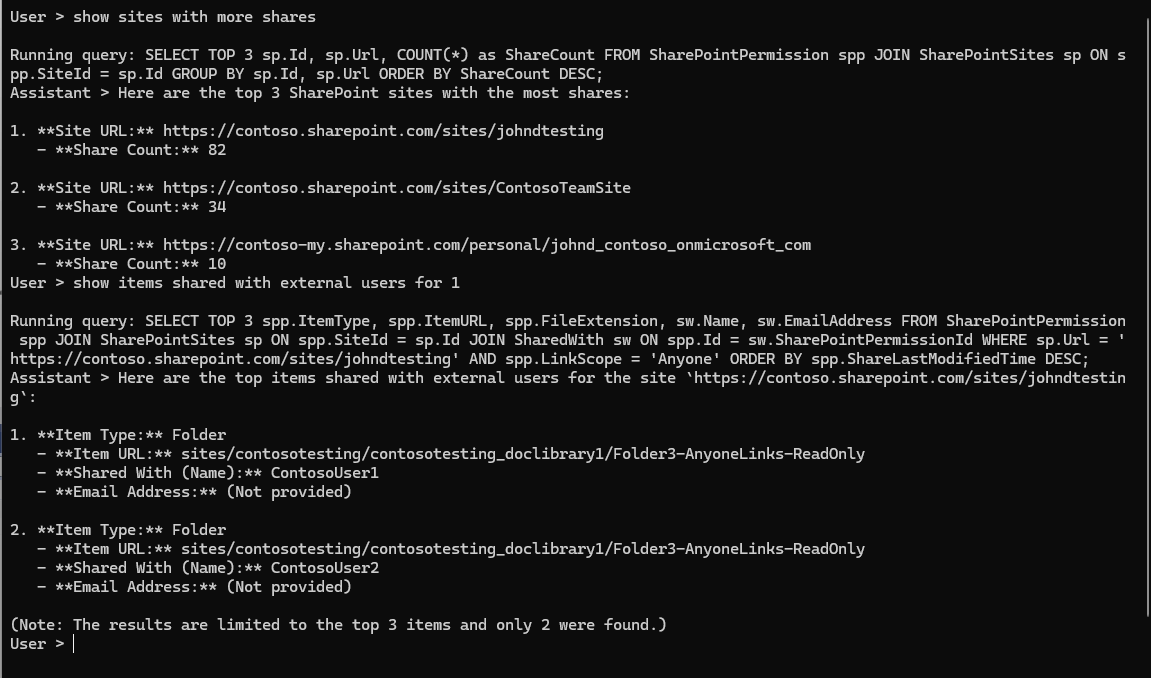 User > show sites with more shares
Running query: SELECT TOP 3 sp.Id, sp.Url, COUNT(*) as ShareCount FROM SharePointPermission spp JOIN SharePointSites sp ON s
pp.SiteId = sp.Id GROUP BY sp.Id, sp.Url ORDER BY ShareCount DESC;
Assistant > Here are the top 3 SharePoint sites with the most shares:
1. **Site URL:** https://contoso.sharepoint.com/sites/johndtesting
   - **Share Count:** 82
2. **Site URL:** https://contoso.sharepoint.com/sites/ContosoTeamSite
   - **Share Count:** 34
3. **Site URL:** https://contoso-my.sharepoint.com/personal/johnd_contoso_onmicrosoft_com
   - **Share Count:** 10
User > show items shared with external users for 1
Running query: SELECT TOP 3 spp.ItemType, spp.ItemURL, spp.FileExtension, sw.Name, sw.EmailAddress FROM SharePointPermission
 spp JOIN SharePointSites sp ON spp.SiteId = sp.Id JOIN SharedWith sw ON spp.Id = sw.SharePointPermissionId WHERE sp.Url = '
https://contoso.sharepoint.com/sites/johndtesting' AND spp.LinkScope = 'Anyone' ORDER BY spp.ShareLastModifiedTime DESC;
Assistant > Here are the top items shared with external users for the site `https://contoso.sharepoint.com/sites/johndtestin
g`:
1. **Item Type:** Folder
   - **Item URL:** sites/contosotesting/contosotesting_doclibrary1/Folder3-AnyoneLinks-ReadOnly
   - **Shared With (Name):** ContosoUser1
   - **Email Address:** (Not provided)
2. **Item Type:** Folder
   - **Item URL:** sites/contosotesting/contosotesting_doclibrary1/Folder3-AnyoneLinks-ReadOnly
   - **Shared With (Name):** ContosoUser2
   - **Email Address:** (Not provided)
(Note: The results are limited to the top 3 items and only 2 were found.)
User >